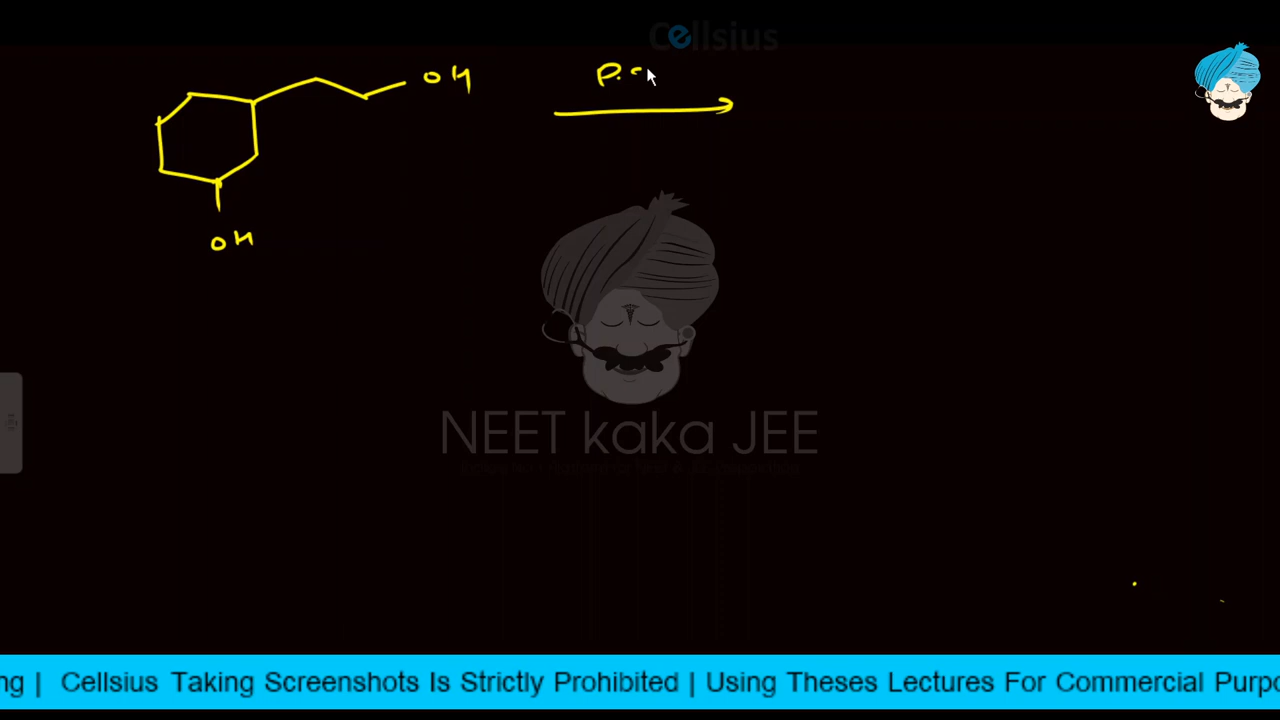 Cellsius
OH
P.c
OH
NEET kaka JEE
ng | Cellsius Taking Screenshots Is Strictly Prohibited | Using Theses Lectures For Commercial Purpo